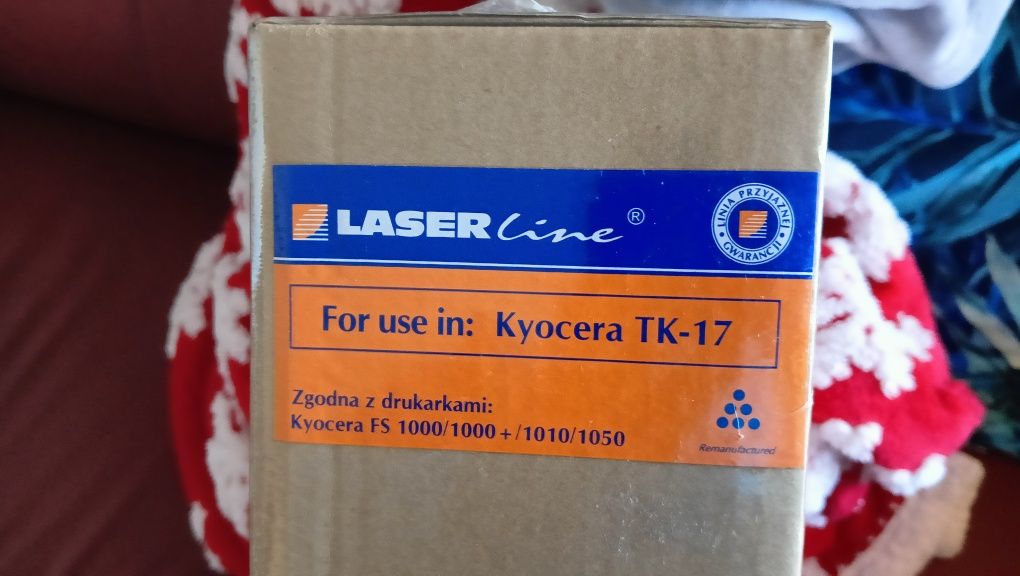 LASER Line ®
LINIA PRZYJAZNEJ GWARANCJI
For use in: Kyocera TK-17
Zgodna z drukarkami:
Kyocera FS 1000/1000+/1010/1050
Remanufactured